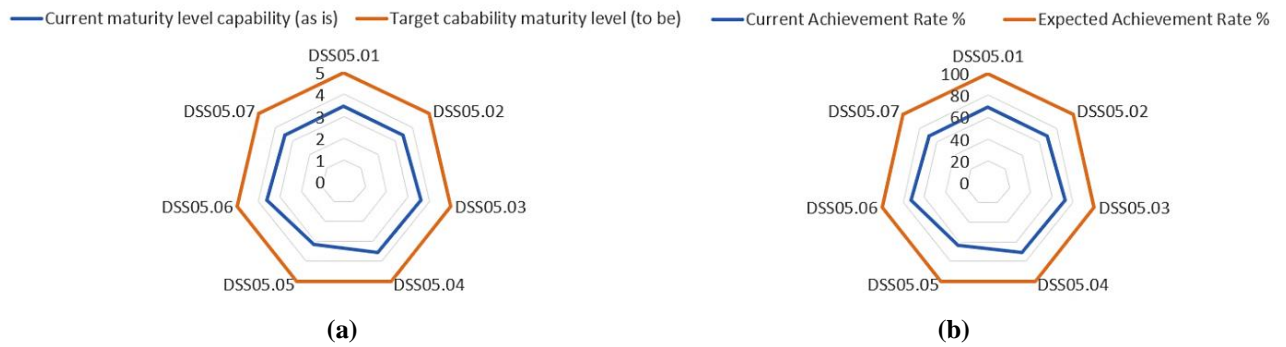 Current maturity level capability (as is) Target cabability maturity level (to be)
DSS05.01
5
4
3
2
1
0
DSS05.02
DSS05.03
DSS05.04
DSS05.05
DSS05.06
DSS05.07
(a)
Current Achievement Rate % Expected Achievement Rate %
DSS05.01
100
80
60
40
20
0
DSS05.02
DSS05.03
DSS05.04
DSS05.05
DSS05.06
DSS05.07
(b)